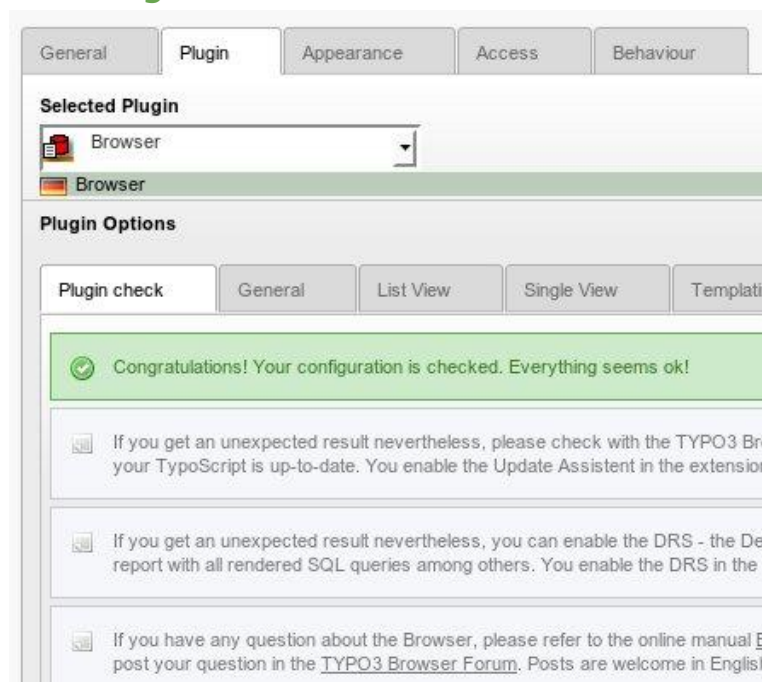 General Plugin Appearance Access Behaviour
Selected Plugin
Browser
Browser
Plugin Options
Plugin check General List View Single View Templati
Congratulations! Your configuration is checked. Everything seems ok!
If you get an unexpected result nevertheless, please check with the TYPO3 Br
your TypoScript is up-to-date. You enable the Update Assistent in the extension
If you get an unexpected result nevertheless, you can enable the DRS - the De
report with all rendered SQL queries among others. You enable the DRS in the
If you have any question about the Browser, please refer to the online manual
post your question in the TYPO3 Browser Forum. Posts are welcome in English